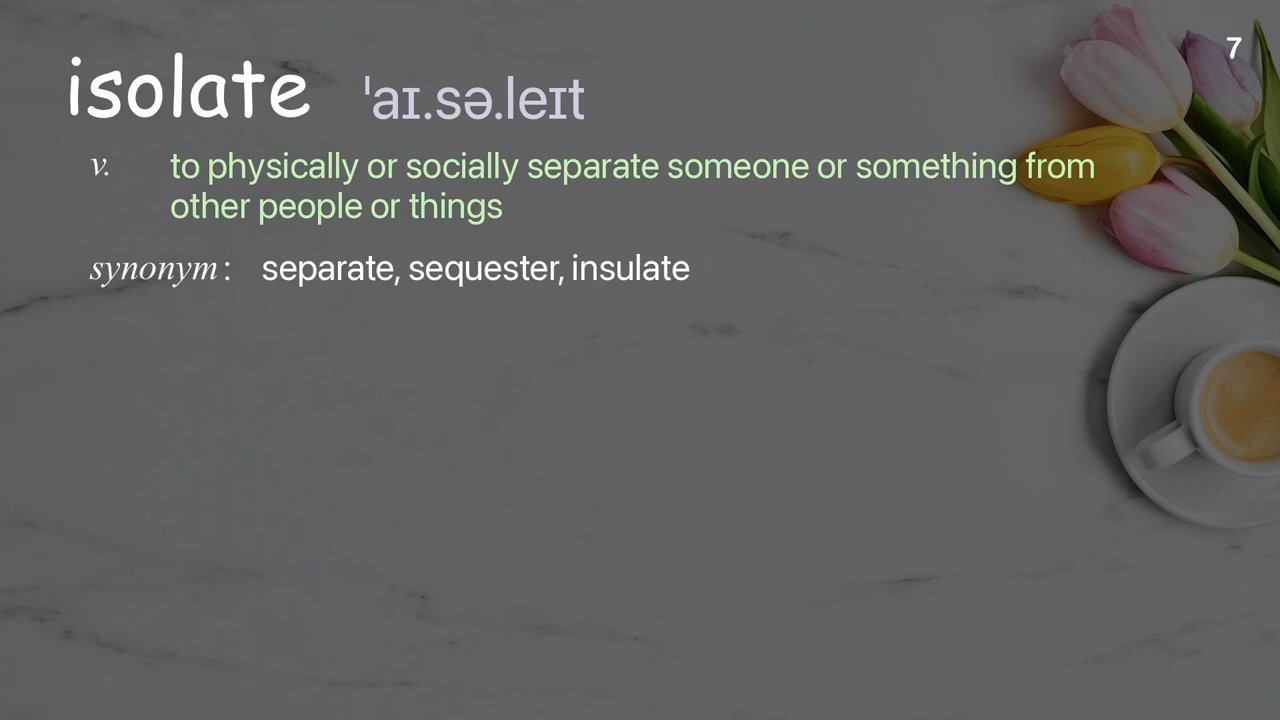 7
isolate ˈaɪ.sə.leɪt
v. to physically or socially separate someone or something from
other people or things
synonym: separate, sequester, insulate